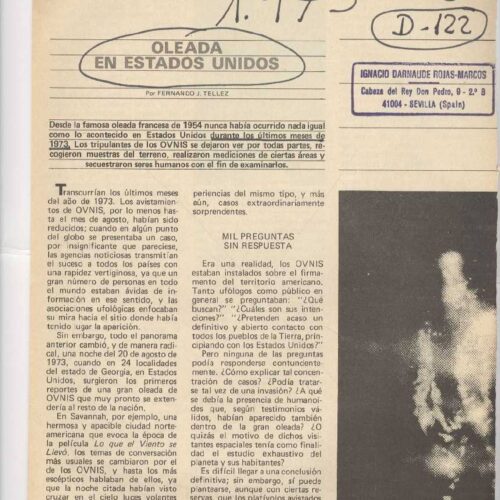 1.973
D-122
OLEADA
EN ESTADOS UNIDOS
Por FERNANDO J. TELLEZ
IGNACIO DARNAUDE ROJAS-MARCOS
Cabeza del Rey Don Pedro, 9 - 2.º B
41004 - SEVILLA (Spain)
Desde la famosa oleada francesa de 1954 nunca había ocurrido nada igual
como lo acontecido en Estados Unidos durante los últimos meses de
1973. Los tripulantes de los OVNIS se dejaron ver por todas partes, re-
cogieron muestras del terreno, realizaron mediciones de ciertas áreas y
secuestraron seres humanos con el fin de examinarlos.
Transcurrían los últimos meses
del año de 1973. Los avistamien-
tos de OVNIS, por lo menos has-
ta el mes de agosto, habían sido
reducidos; cuando en algún punto
del globo se presentaba un caso,
por insignificante que pareciese,
las agencias noticiosas transmitían
el suceso a todos los países con
una rapidez vertiginosa, ya que un
gran número de personas en todo
el mundo estaban ávidas de in-
formación en ese sentido, y las
asociaciones ufológicas enfocaban
su mira hacia el sitio donde había
tenido lugar la aparición.
Sin embargo, todo el panorama
anterior cambió, y de manera radi-
cal, una noche del 20 de agosto de
1973, cuando en 24 localidades
del estado de Georgia, en Estados
Unidos, surgieron los primeros
reportes de una gran oleada de
OVNIS que muy pronto se exten-
dería al resto de la nación.
En Savannah, por ejemplo, una
hermosa y apacible ciudad norte-
americana que evoca la época de
la película Lo que el Viento se
Llevó, los temas de conversación
más usuales se cambiaron por el
de los OVNIS, y hasta los más
escépticos hablaban de ellos, ya
que la noche citada habían visto
cruzar en el cielo luces volantes
periencias del mismo tipo, y más
aún, casos extraordinariamente
sorprendentes.
MIL PREGUNTAS
SIN RESPUESTA
Era una realidad, los OVNIS
estaban instalados sobre el firma-
mento del territorio americano.
Tanto ufólogos como público en
general se preguntaban: "¿Qué
buscan?" "¿Cuáles son sus inten-
ciones?" "¿Pretenden acaso un
definitivo y abierto contacto con
todos los pueblos de la Tierra, prin-
cipiando con los Estados Unidos?"
Pero ninguna de las preguntas
podía responderse contundente-
mente. ¿Cómo explicar tal concen-
tración de casos? ¿Podía tratar-
se tal vez de una invasión? ¿A qué
se debía la presencia de humanoi-
des que, según testimonios vá-
lidos, habían aparecido también
dentro de la gran oleada? ¿O
quizás el motivo de dichos visi-
tantes espaciales tenía como finali-
dad el estudio exhaustivo del
planeta y sus habitantes?
Es difícil llegar a una conclusión
definitiva; sin embargo, sí puede
plantearse, aunque con ciertas re-
servas, que los platívolos avistados